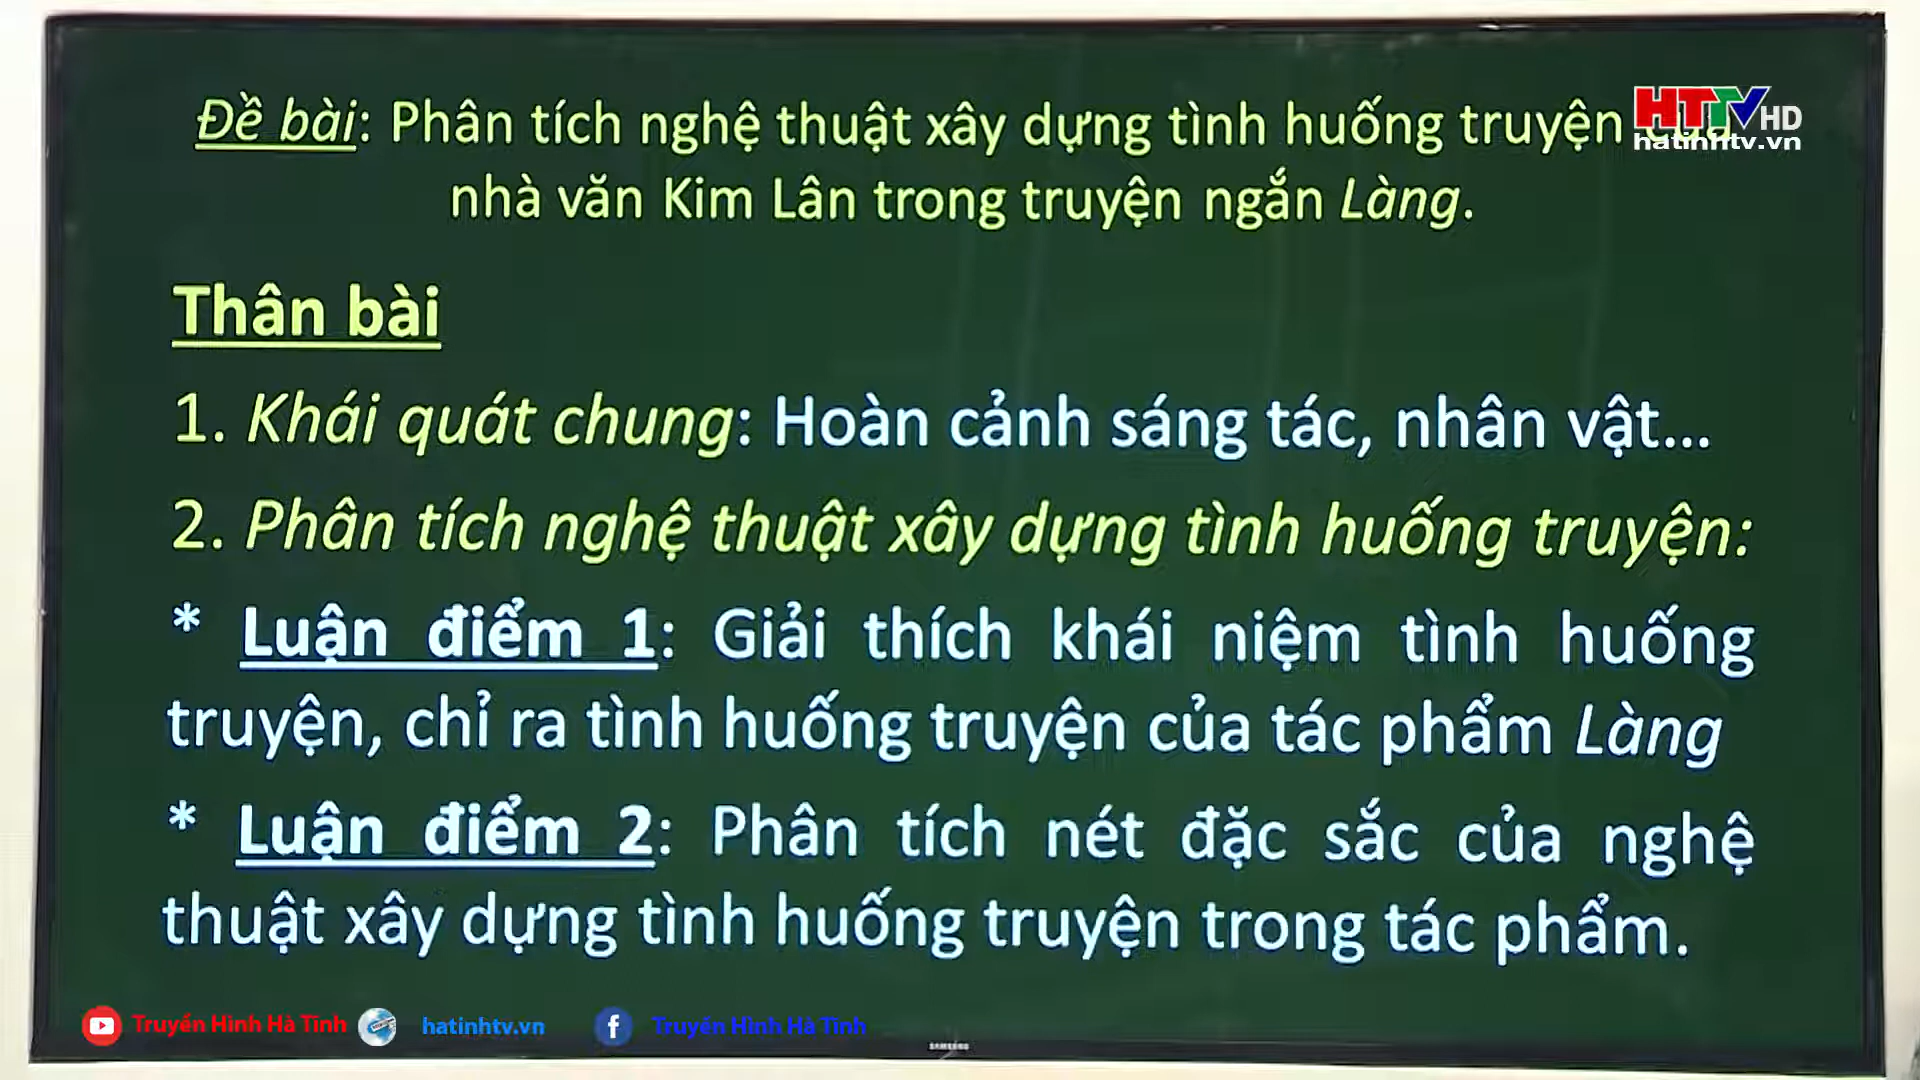 Đề bài: Phân tích nghệ thuật xây dựng tình huống truyện
HTTV HD
hatinhtv.vn
nhà văn Kim Lân trong truyện ngắn Làng.
Thân bài
1. Khái quát chung: Hoàn cảnh sáng tác, nhân vật...
2. Phân tích nghệ thuật xây dựng tình huống truyện:
* Luận điểm 1: Giải thích khái niệm tình huống
truyện, chỉ ra tình huống truyện của tác phẩm Làng
* Luận điểm 2: Phân tích nét đặc sắc của nghệ
thuật xây dựng tình huống truyện trong tác phẩm.
Truyền Hình Hà Tĩnh hatinhtv.vn Truyền Hình Hà Tĩnh
SAMSUNG